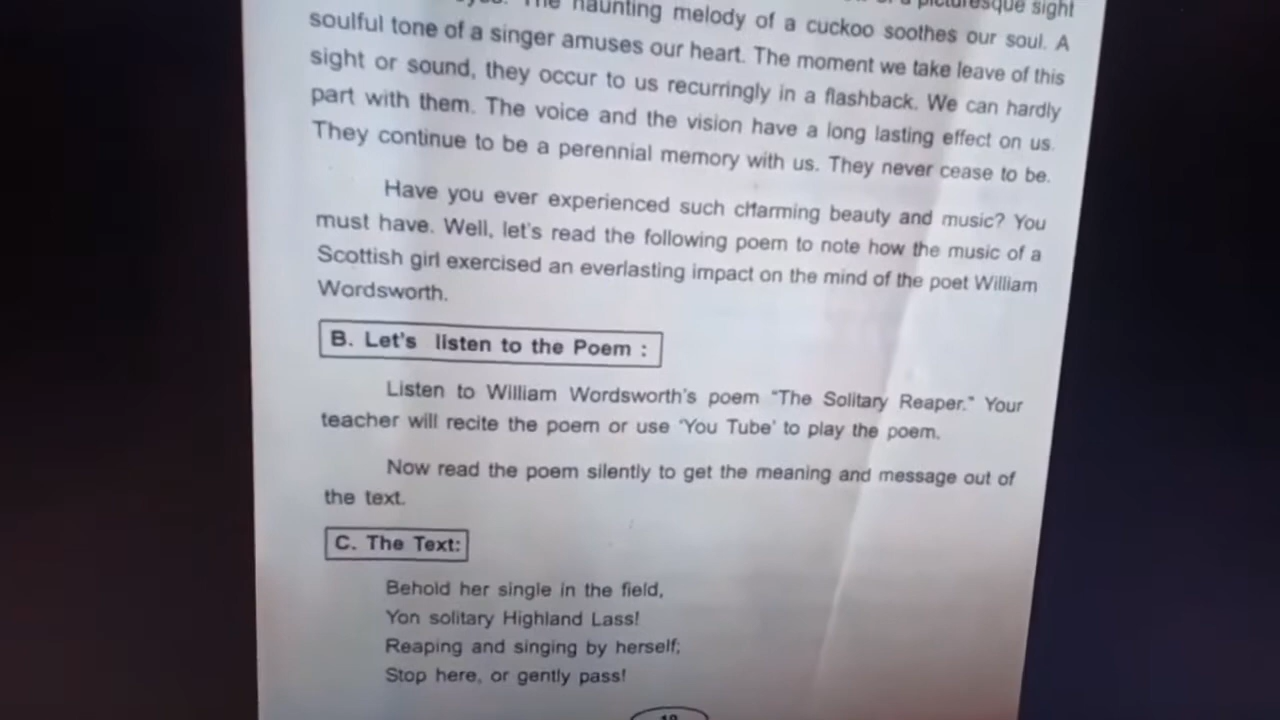 The haunting melody of a cuckoo soothes our soul. A
soulful tone of a singer amuses our heart. The moment we take leave of this
sight or sound, they occur to us recurringly in a flashback. We can hardly
part with them. The voice and the vision have a long lasting effect on us.
They continue to be a perennial memory with us. They never cease to be.
Have you ever experienced such charming beauty and music? You
must have. Well, let's read the following poem to note how the music of a
Scottish girl exercised an everlasting impact on the mind of the poet William
Wordsworth.
B. Let's listen to the Poem :
Listen to William Wordsworth's poem "The Solitary Reaper." Your
teacher will recite the poem or use 'You Tube' to play the poem.
Now read the poem silently to get the meaning and message out of
the text.
C. The Text:
Behold her single in the field,
Yon solitary Highland Lass!
Reaping and singing by herself;
Stop here, or gently pass!